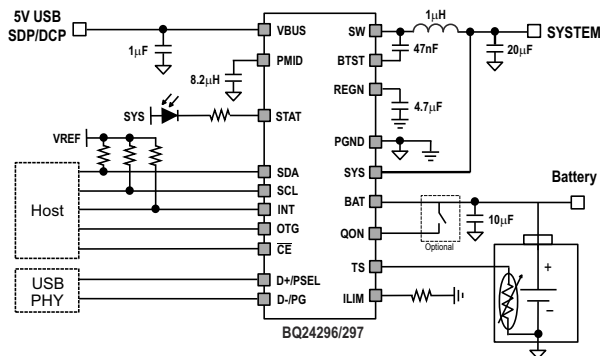 5V USB
SDP/DCP
1µF
8.2µH
SYS
VREF
Host
USB
PHY
VBUS
PMID
STAT
SDA
SCL
INT
OTG
CE
D+/PSEL
D-/PG
SW
BTST
REGN
PGND
SYS
BAT
QON
TS
ILIM
BQ24296/297
1µH
47nF
4.7µF
20µF
SYSTEM
Battery
Optional
10µF
+
−